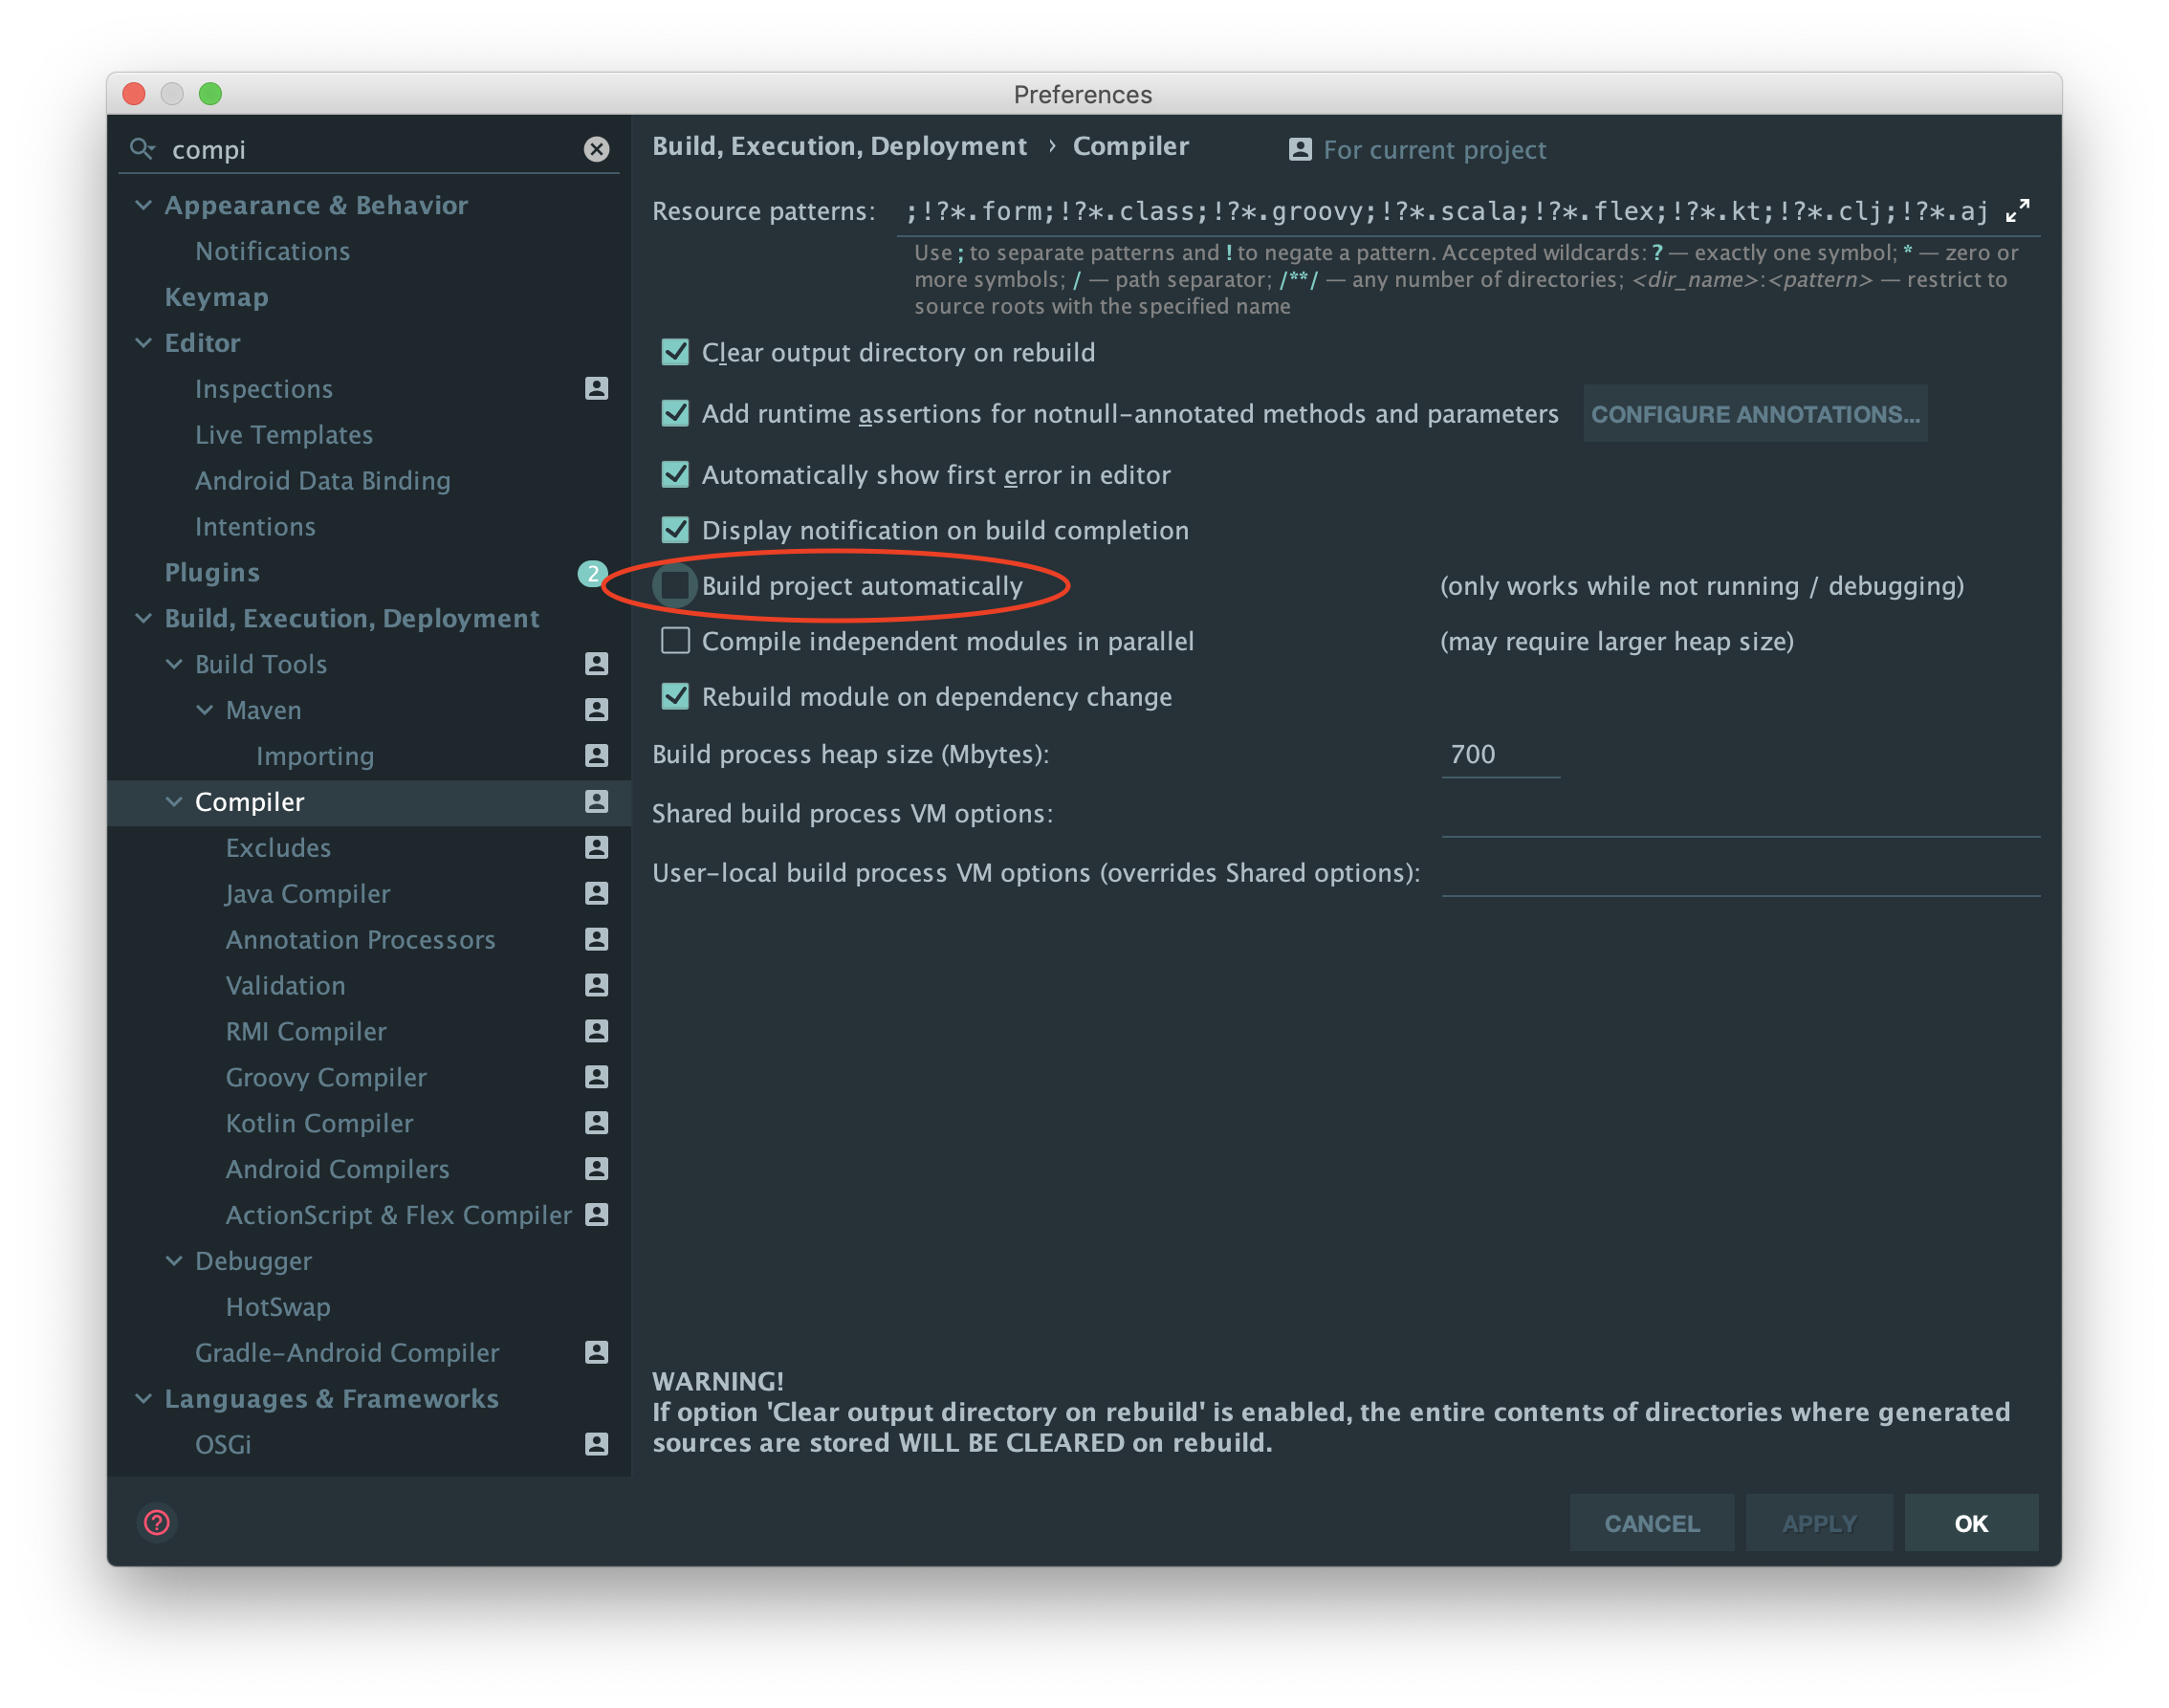 Preferences
compi
Appearance & Behavior
Notifications
Keymap
Editor
Inspections
Live Templates
Android Data Binding
Intentions
Plugins
2
Build, Execution, Deployment
Build Tools
Maven
Importing
Compiler
Excludes
Java Compiler
Annotation Processors
Validation
RMI Compiler
Groovy Compiler
Kotlin Compiler
Android Compilers
ActionScript & Flex Compiler
Debugger
HotSwap
Gradle-Android Compiler
Languages & Frameworks
OSGi
?
Build, Execution, Deployment › Compiler
For current project
Resource patterns: ;!?*.form;!?*.class;!?*.groovy;!?*.scala;!?*.flex;!?*.kt;!?*.clj;!?*.aj
Use ; to separate patterns and ! to negate a pattern. Accepted wildcards: ? — exactly one symbol; * — zero or
more symbols; / — path separator; /**/ — any number of directories; <dir_name>:<pattern> — restrict to
source roots with the specified name
Clear output directory on rebuild
Add runtime assertions for notnull-annotated methods and parameters CONFIGURE ANNOTATIONS...
Automatically show first error in editor
Display notification on build completion
Build project automatically (only works while not running / debugging)
Compile independent modules in parallel (may require larger heap size)
Rebuild module on dependency change
Build process heap size (Mbytes): 700
Shared build process VM options:
User-local build process VM options (overrides Shared options):
WARNING!
If option 'Clear output directory on rebuild' is enabled, the entire contents of directories where generated
sources are stored WILL BE CLEARED on rebuild.
CANCEL APPLY OK